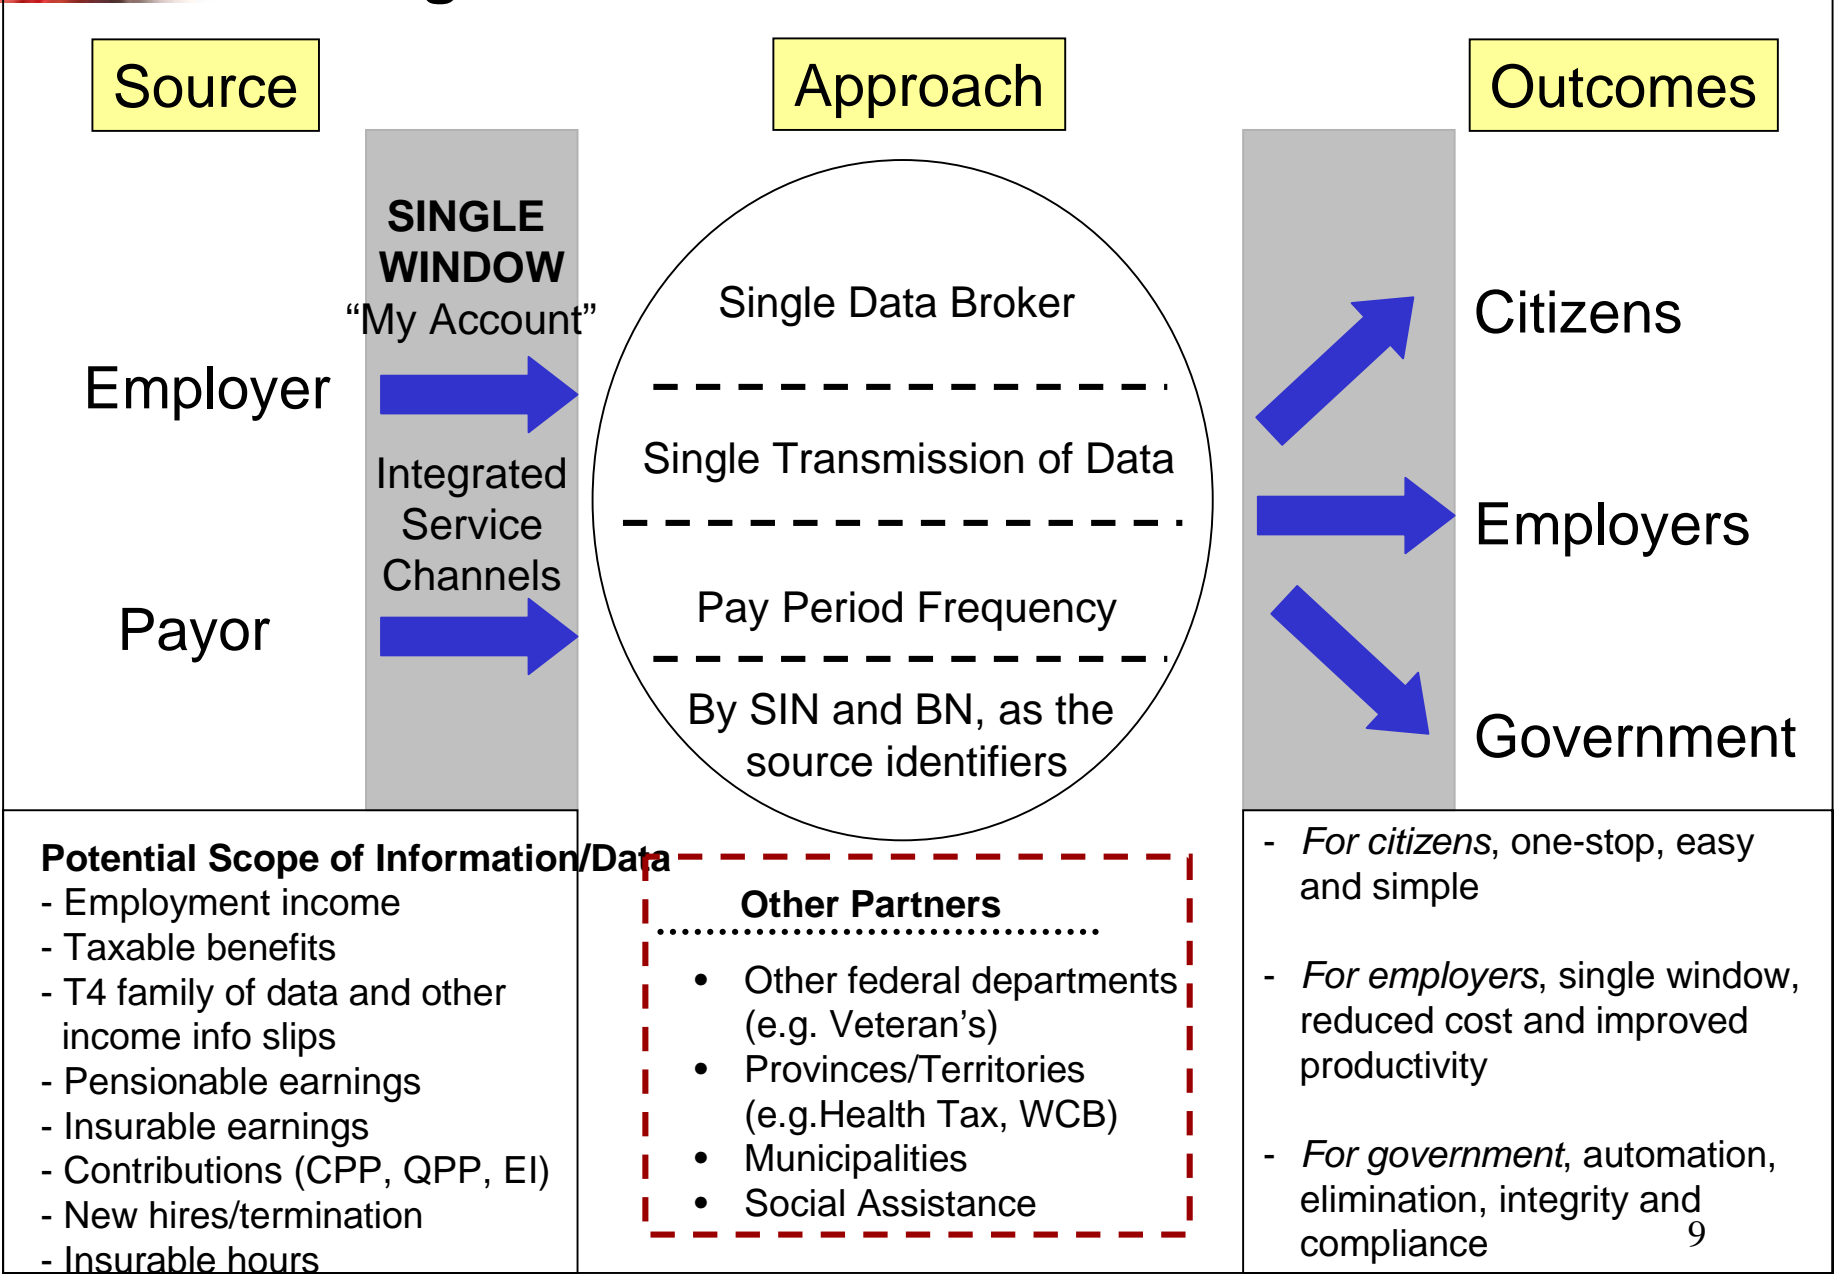 Source
Approach
Outcomes
SINGLE
WINDOW
“My Account”
Employer
Integrated
Service
Channels
Payor
Single Data Broker
Single Transmission of Data
Pay Period Frequency
By SIN and BN, as the
source identifiers
Citizens
Employers
Government
Potential Scope of Information/Data
- Employment income
- Taxable benefits
- T4 family of data and other
income info slips
- Pensionable earnings
- Insurable earnings
- Contributions (CPP, QPP, EI)
- New hires/termination
- Insurable hours
Other Partners
• Other federal departments
(e.g. Veteran’s)
• Provinces/Territories
(e.g.Health Tax, WCB)
• Municipalities
• Social Assistance
- For citizens, one-stop, easy
and simple
- For employers, single window,
reduced cost and improved
productivity
- For government, automation,
elimination, integrity and
compliance
9